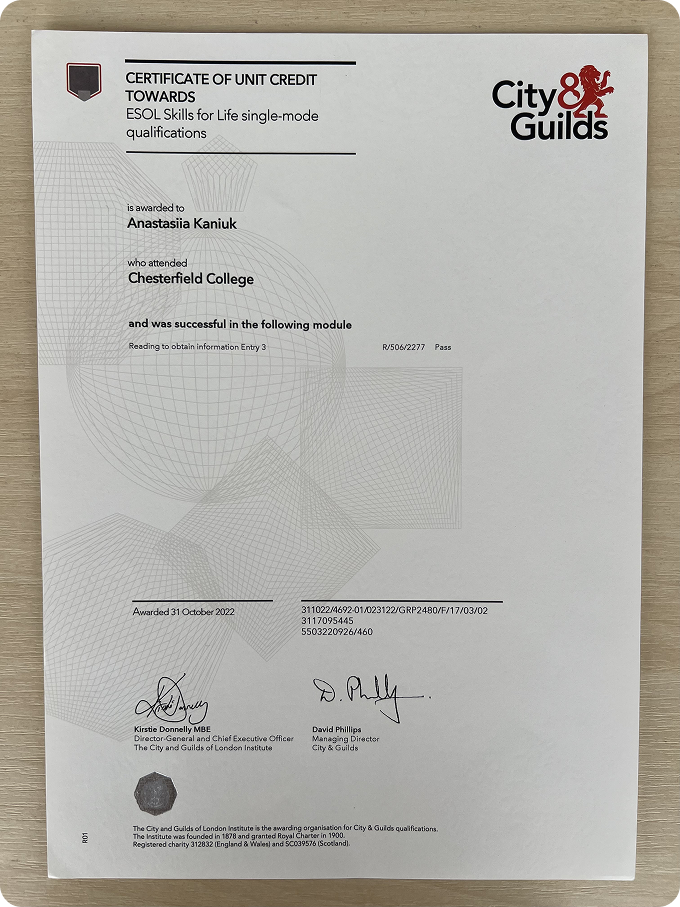 CERTIFICATE OF UNIT CREDIT
TOWARDS
ESOL Skills for Life single-mode
qualifications
City &
Guilds
is awarded to
Anastasiia Kaniuk
who attended
Chesterfield College
and was successful in the following module
Reading to obtain information Entry 3 R/506/2277 Pass
Awarded 31 October 2022
311022/4692-01/023122/GRP2480/F/17/03/02
3117095445
5503220926/460
D. Phillips.
Kirstie Donnelly MBE
Director-General and Chief Executive Officer
The City and Guilds of London Institute
David Phillips
Managing Director
City & Guilds
R01
The City and Guilds of London Institute is the awarding organisation for City & Guilds qualifications.
The Institute was founded in 1878 and granted Royal Charter in 1900.
Registered charity 312832 (England & Wales) and SC039576 (Scotland).